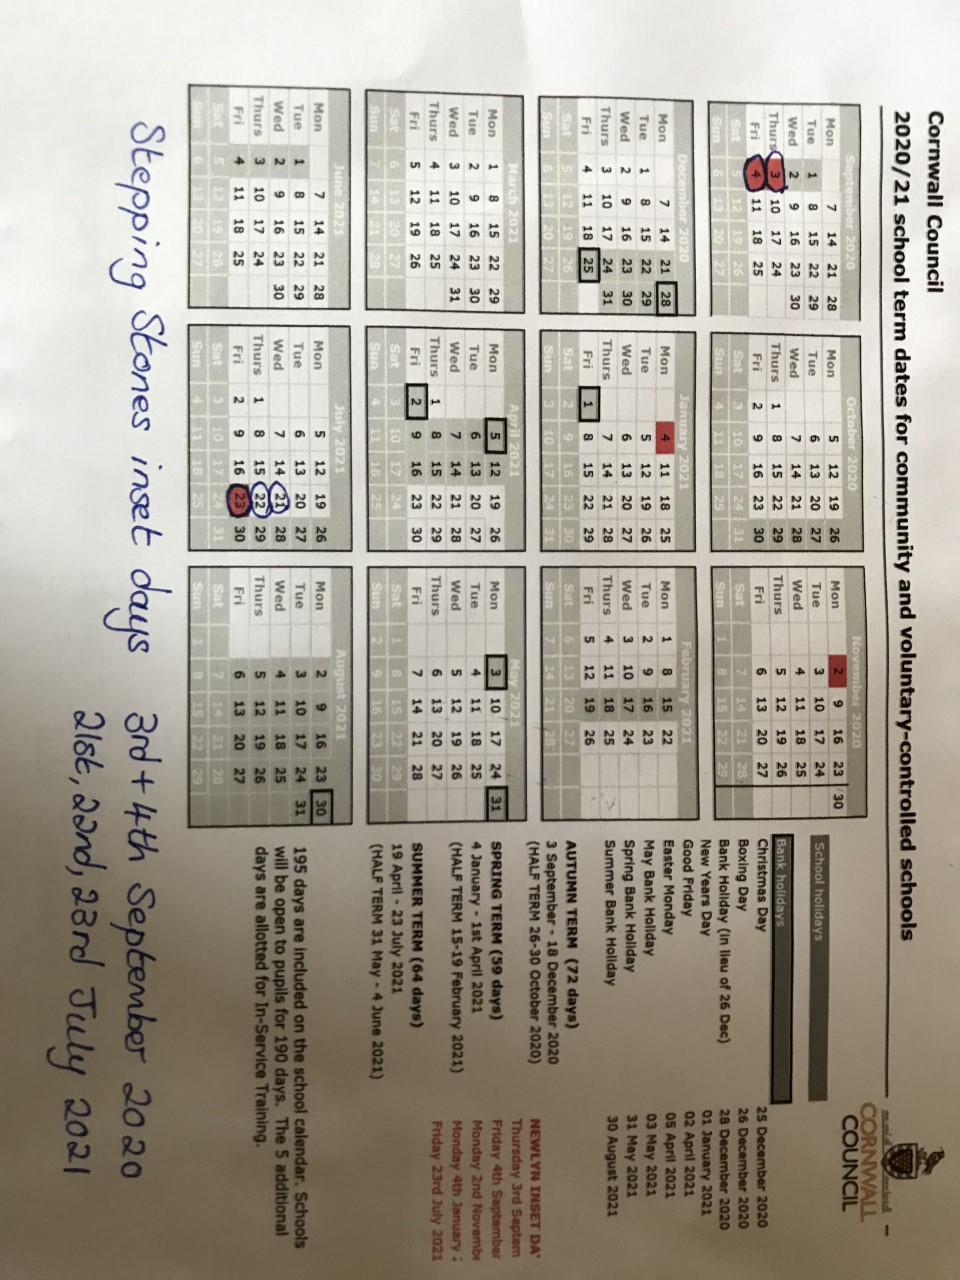 Cornwall Council
2020/21 school term dates for community and voluntary-controlled schools
CORNWALL
COUNCIL
September 2020
Mon 7 14 21 28
Tue 1 8 15 22 29
Wed 2 9 16 23 30
Thurs 3 10 17 24
Fri 4 11 18 25
Sat 5 12 19 26
Sun 6 13 20 27
October 2020
Mon 5 12 19 26
Tue 6 13 20 27
Wed 7 14 21 28
Thurs 1 8 15 22 29
Fri 2 9 16 23 30
Sat 3 10 17 24 31
Sun 4 11 18 25
November 2020
Mon 2 9 16 23 30
Tue 3 10 17 24
Wed 4 11 18 25
Thurs 5 12 19 26
Fri 6 13 20 27
Sat 7 14 21 28
Sun 1 8 15 22 29
December 2020
Mon 7 14 21 28
Tue 1 8 15 22 29
Wed 2 9 16 23 30
Thurs 3 10 17 24 31
Fri 4 11 18 25
Sat 5 12 19 26
Sun 6 13 20 27
January 2021
Mon 4 11 18 25
Tue 5 12 19 26
Wed 6 13 20 27
Thurs 7 14 21 28
Fri 1 8 15 22 29
Sat 2 9 16 23 30
Sun 3 10 17 24 31
February 2021
Mon 1 8 15 22
Tue 2 9 16 23
Wed 3 10 17 24
Thurs 4 11 18 25
Fri 5 12 19 26
Sat 6 13 20 27
Sun 7 14 21 28
March 2021
Mon 1 8 15 22 29
Tue 2 9 16 23 30
Wed 3 10 17 24 31
Thurs 4 11 18 25
Fri 5 12 19 26
Sat 6 13 20 27
Sun 7 14 21 28
April 2021
Mon 5 12 19 26
Tue 6 13 20 27
Wed 7 14 21 28
Thurs 1 8 15 22 29
Fri 2 9 16 23 30
Sat 3 10 17 24
Sun 4 11 18 25
May 2021
Mon 3 10 17 24 31
Tue 4 11 18 25
Wed 5 12 19 26
Thurs 6 13 20 27
Fri 7 14 21 28
Sat 1 8 15 22 29
Sun 2 9 16 23 30
June 2021
Mon 7 14 21 28
Tue 1 8 15 22 29
Wed 2 9 16 23 30
Thurs 3 10 17 24
Fri 4 11 18 25
Sat 5 12 19 26
Sun 6 13 20 27
July 2021
Mon 5 12 19 26
Tue 6 13 20 27
Wed 7 14 21 28
Thurs 1 8 15 22 29
Fri 2 9 16 23 30
Sat 3 10 17 24 31
Sun 4 11 18 25
August 2021
Mon 2 9 16 23 30
Tue 3 10 17 24 31
Wed 4 11 18 25
Thurs 5 12 19 26
Fri 6 13 20 27
Sat 7 14 21 28
Sun 1 8 15 22 29
School holidays
Bank holidays
Christmas Day 25 December 2020
Boxing Day 26 December 2020
Bank Holiday (in lieu of 26 Dec) 28 December 2020
New Years Day 01 January 2021
Good Friday 02 April 2021
Easter Monday 05 April 2021
May Bank Holiday 03 May 2021
Spring Bank Holiday 31 May 2021
Summer Bank Holiday 30 August 2021
AUTUMN TERM (72 days)
3 September - 18 December 2020
(HALF TERM 26-30 October 2020)
SPRING TERM (59 days)
4 January - 1st April 2021
(HALF TERM 15-19 February 2021)
SUMMER TERM (64 days)
19 April - 23 July 2021
(HALF TERM 31 May - 4 June 2021)
NEWLYN INSET DA
Thursday 3rd Septem
Friday 4th September
Monday 2nd Novembe
Monday 4th January
Friday 23rd July 2021
195 days are included on the school calendar. Schools
will be open to pupils for 190 days. The 5 additional
days are allotted for In-Service Training.
Stepping Stones inset days 3rd + 4th September 2020
21st, 22nd, 23rd July 2021